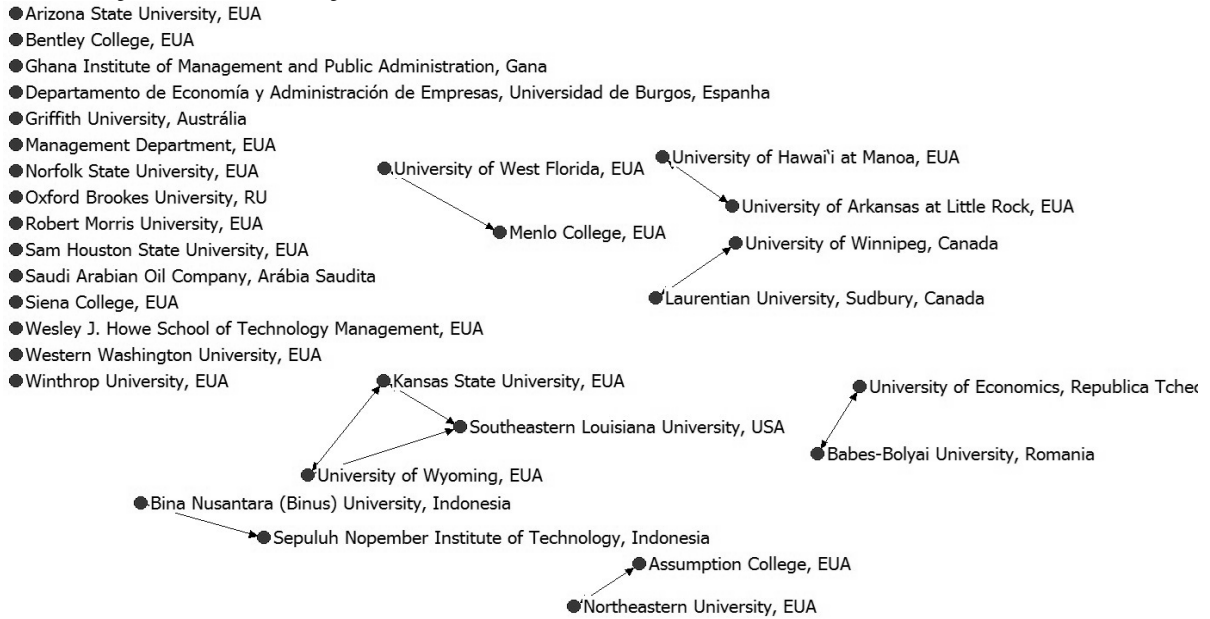 Arizona State University, EUA
Bentley College, EUA
Ghana Institute of Management and Public Administration, Gana
Departamento de Economía y Administración de Empresas, Universidad de Burgos, Espanha
Griffith University, Austrália
Management Department, EUA
Norfolk State University, EUA
Oxford Brookes University, RU
Robert Morris University, EUA
Sam Houston State University, EUA
Saudi Arabian Oil Company, Arábia Saudita
Siena College, EUA
Wesley J. Howe School of Technology Management, EUA
Western Washington University, EUA
Winthrop University, EUA
University of West Florida, EUA
Menlo College, EUA
University of Hawai‛i at Manoa, EUA
University of Arkansas at Little Rock, EUA
University of Winnipeg, Canada
Laurentian University, Sudbury, Canada
Kansas State University, EUA
Southeastern Louisiana University, USA
University of Wyoming, EUA
University of Economics, Republica Tchec
Babes-Bolyai University, Romania
Bina Nusantara (Binus) University, Indonesia
Sepuluh Nopember Institute of Technology, Indonesia
Assumption College, EUA
Northeastern University, EUA